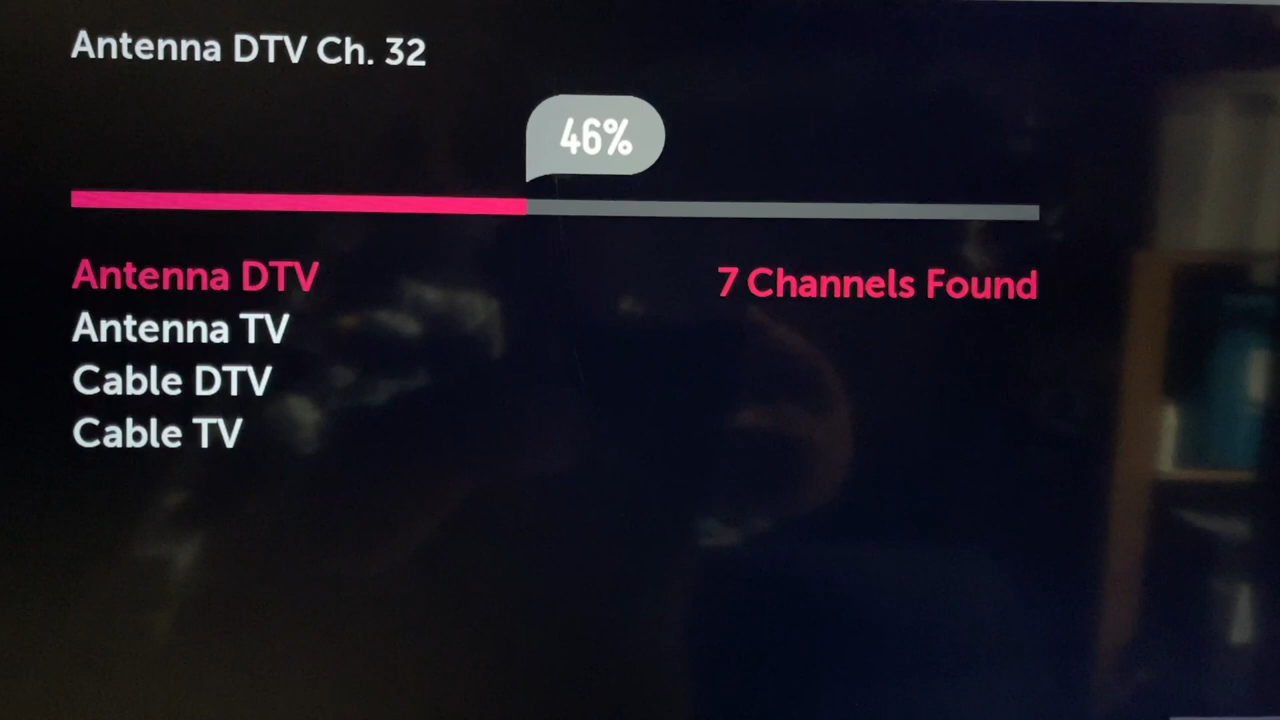 Antenna DTV Ch. 32
46%
Antenna DTV 7 Channels Found
Antenna TV
Cable DTV
Cable TV